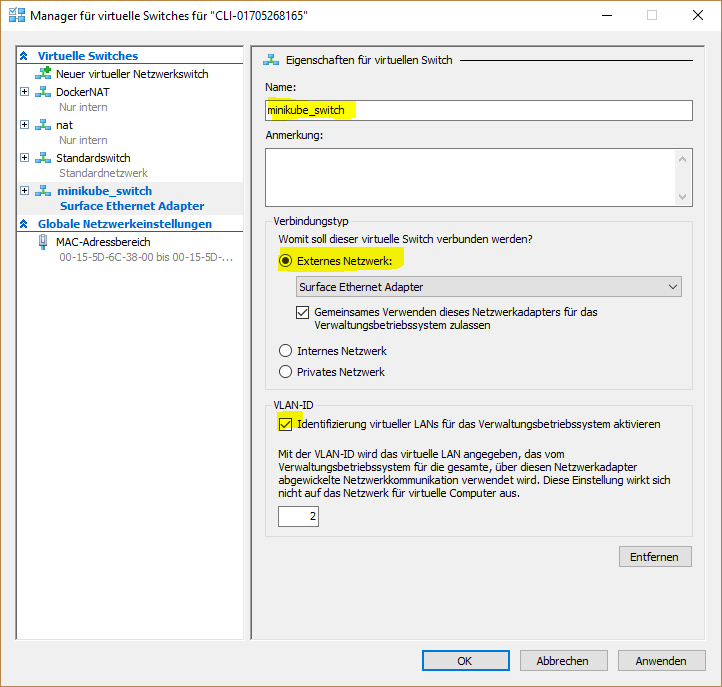 Manager für virtuelle Switches für "CLI-01705268165"
Virtuelle Switches
Neuer virtueller Netzwerkswitch
DockerNAT
Nur intern
nat
Nur intern
Standardswitch
Standardnetzwerk
minikube_switch
Surface Ethernet Adapter
Globale Netzwerkeinstellungen
MAC-Adressbereich
00-15-5D-6C-38-00 bis 00-15-5D-...
Eigenschaften für virtuellen Switch
Name:
minikube_switch
Anmerkung:
Verbindungstyp
Womit soll dieser virtuelle Switch verbunden werden?
Externes Netzwerk:
Surface Ethernet Adapter
Gemeinsames Verwenden dieses Netzwerkadapters für das
Verwaltungsbetriebssystem zulassen
Internes Netzwerk
Privates Netzwerk
VLAN-ID
Identifizierung virtueller LANs für das Verwaltungsbetriebssystem aktivieren
Mit der VLAN-ID wird das virtuelle LAN angegeben, das vom
Verwaltungsbetriebssystem für die gesamte, über diesen Netzwerkadapter
abgewickelte Netzwerkkommunikation verwendet wird. Diese Einstellung wirkt sich
nicht auf das Netzwerk für virtuelle Computer aus.
2
Entfernen
OK
Abbrechen
Anwenden